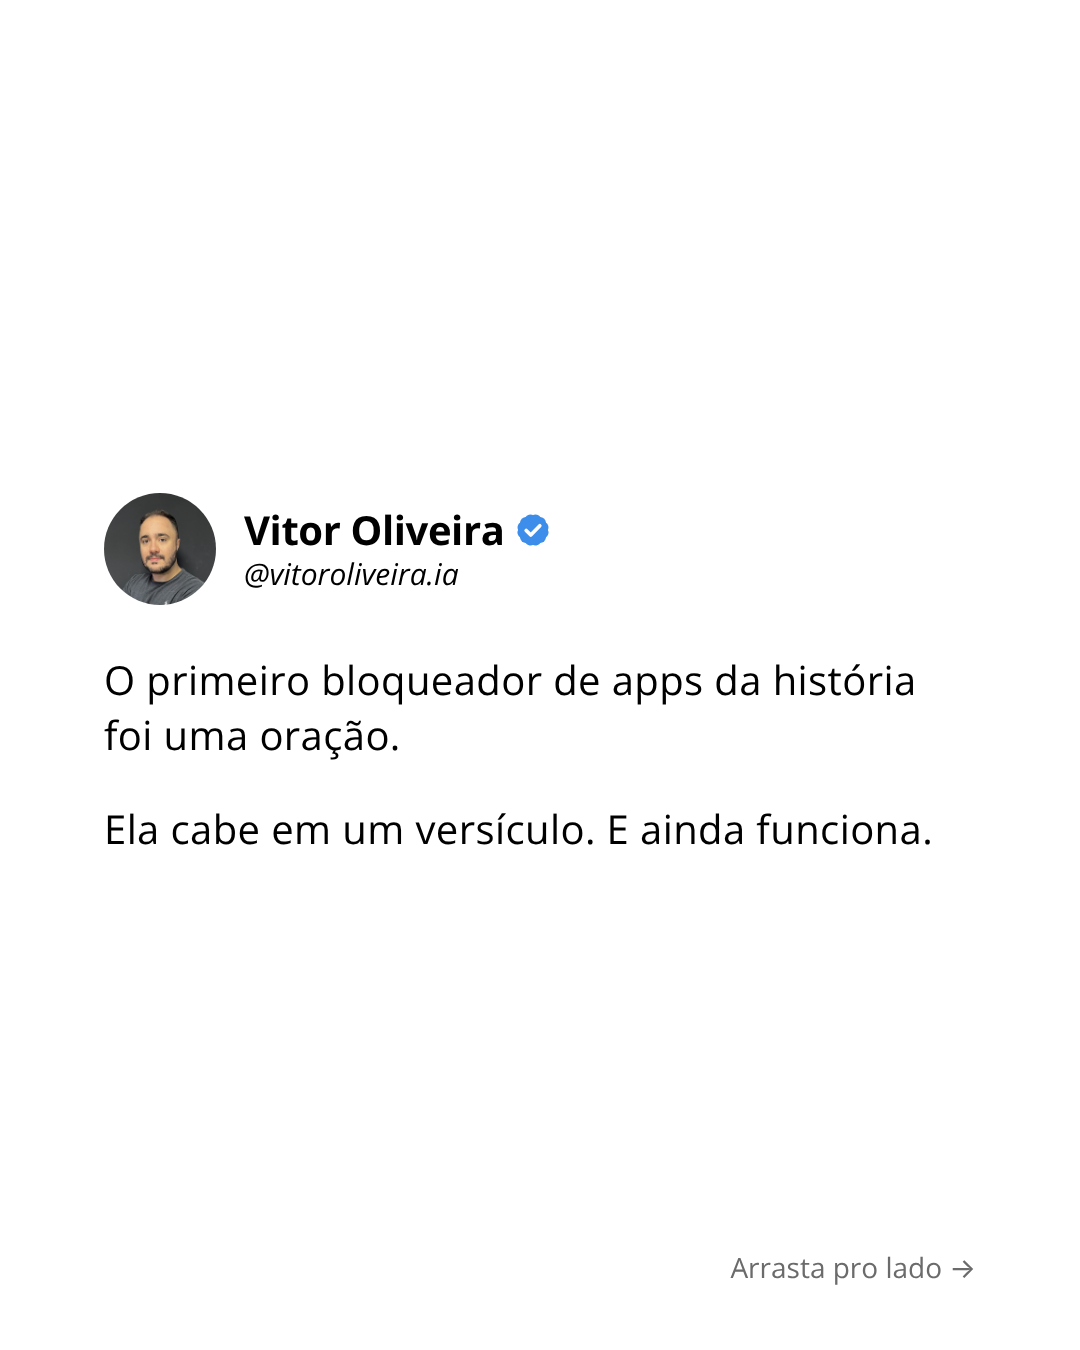 Vitor Oliveira
@vitoroliveira.ia
O primeiro bloqueador de apps da história
foi uma oração.
Ela cabe em um versículo. E ainda funciona.
Arrasta pro lado →